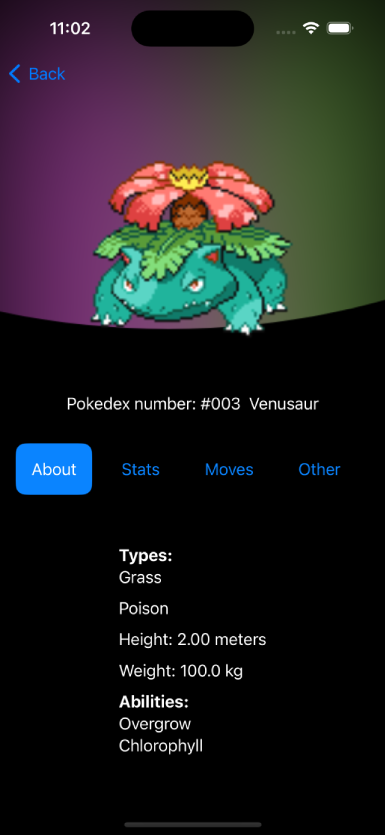 11:02
Back
Pokedex number: #003  Venusaur
About Stats Moves Other
Types:
Grass
Poison
Height: 2.00 meters
Weight: 100.0 kg
Abilities:
Overgrow
Chlorophyll